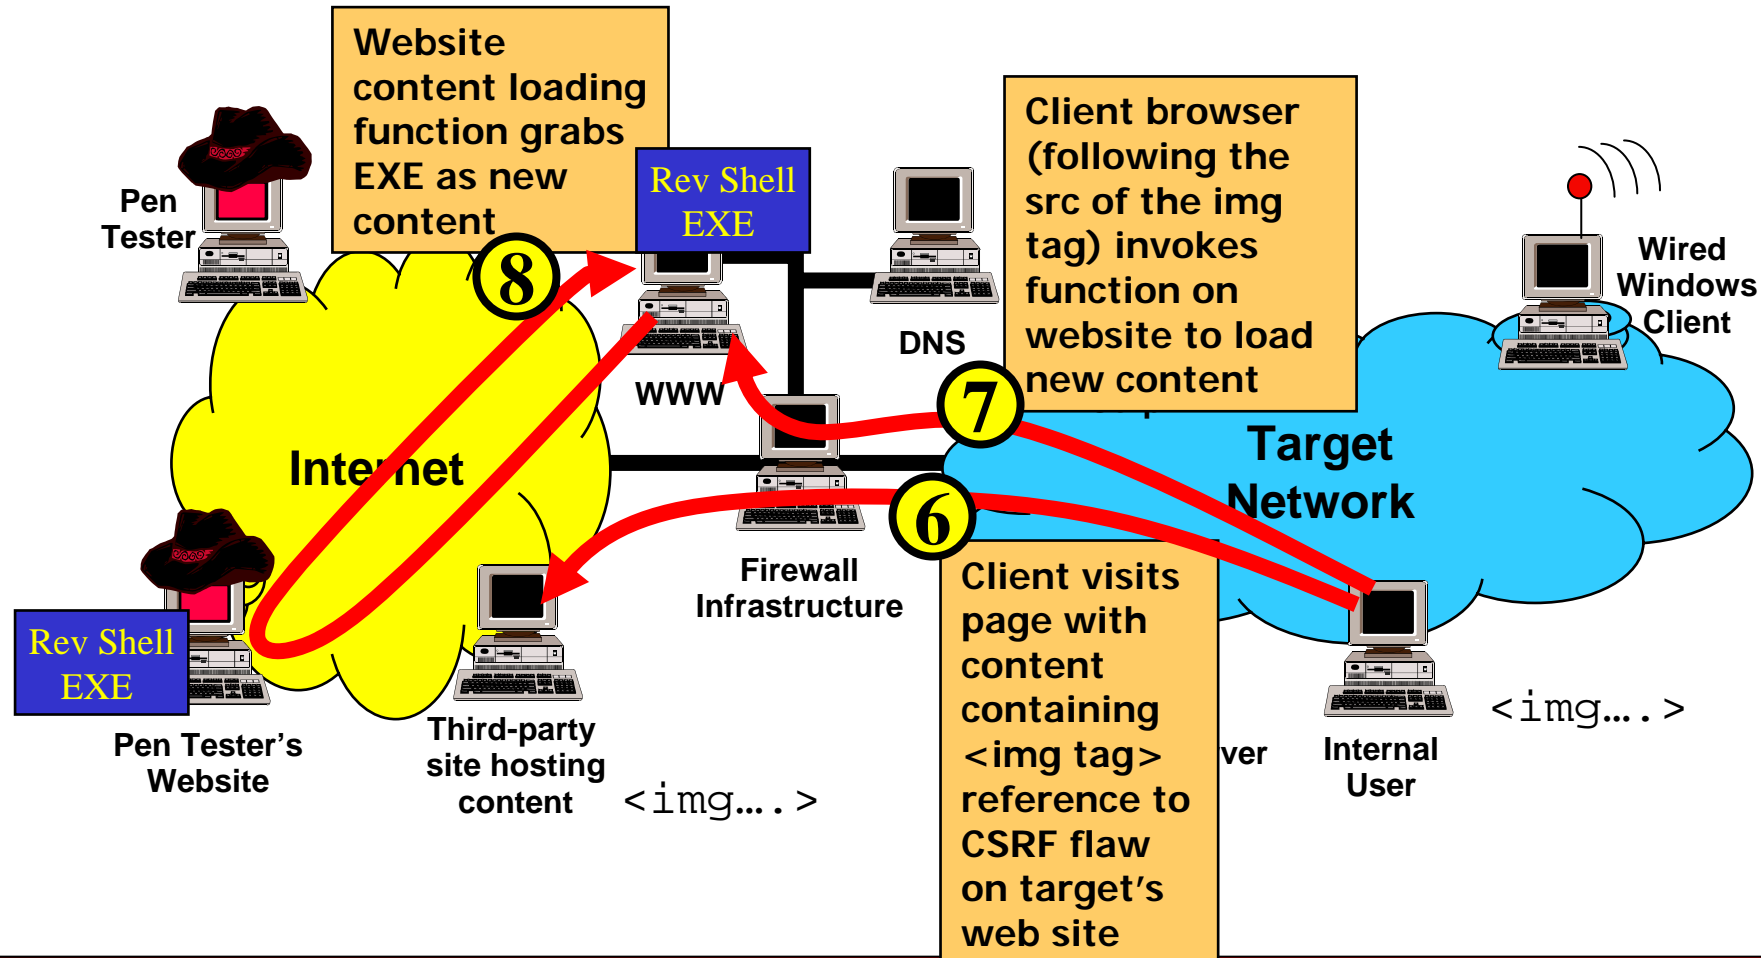 Website
content loading
function grabs
EXE as new
content
Client browser
(following the
src of the img
tag) invokes
function on
website to load
new content
Rev Shell
EXE
Pen
Tester
8
Wired
Windows
Client
DNS
WWW
7
Internet
Target
Network
6
Firewall
Infrastructure
Client visits
page with
content
containing
<img tag>
reference to
CSRF flaw
on target's
web site
Rev Shell
EXE
Pen Tester's
Website
Third-party
site hosting
content
<img….>
ver
Internal
User
<img….>